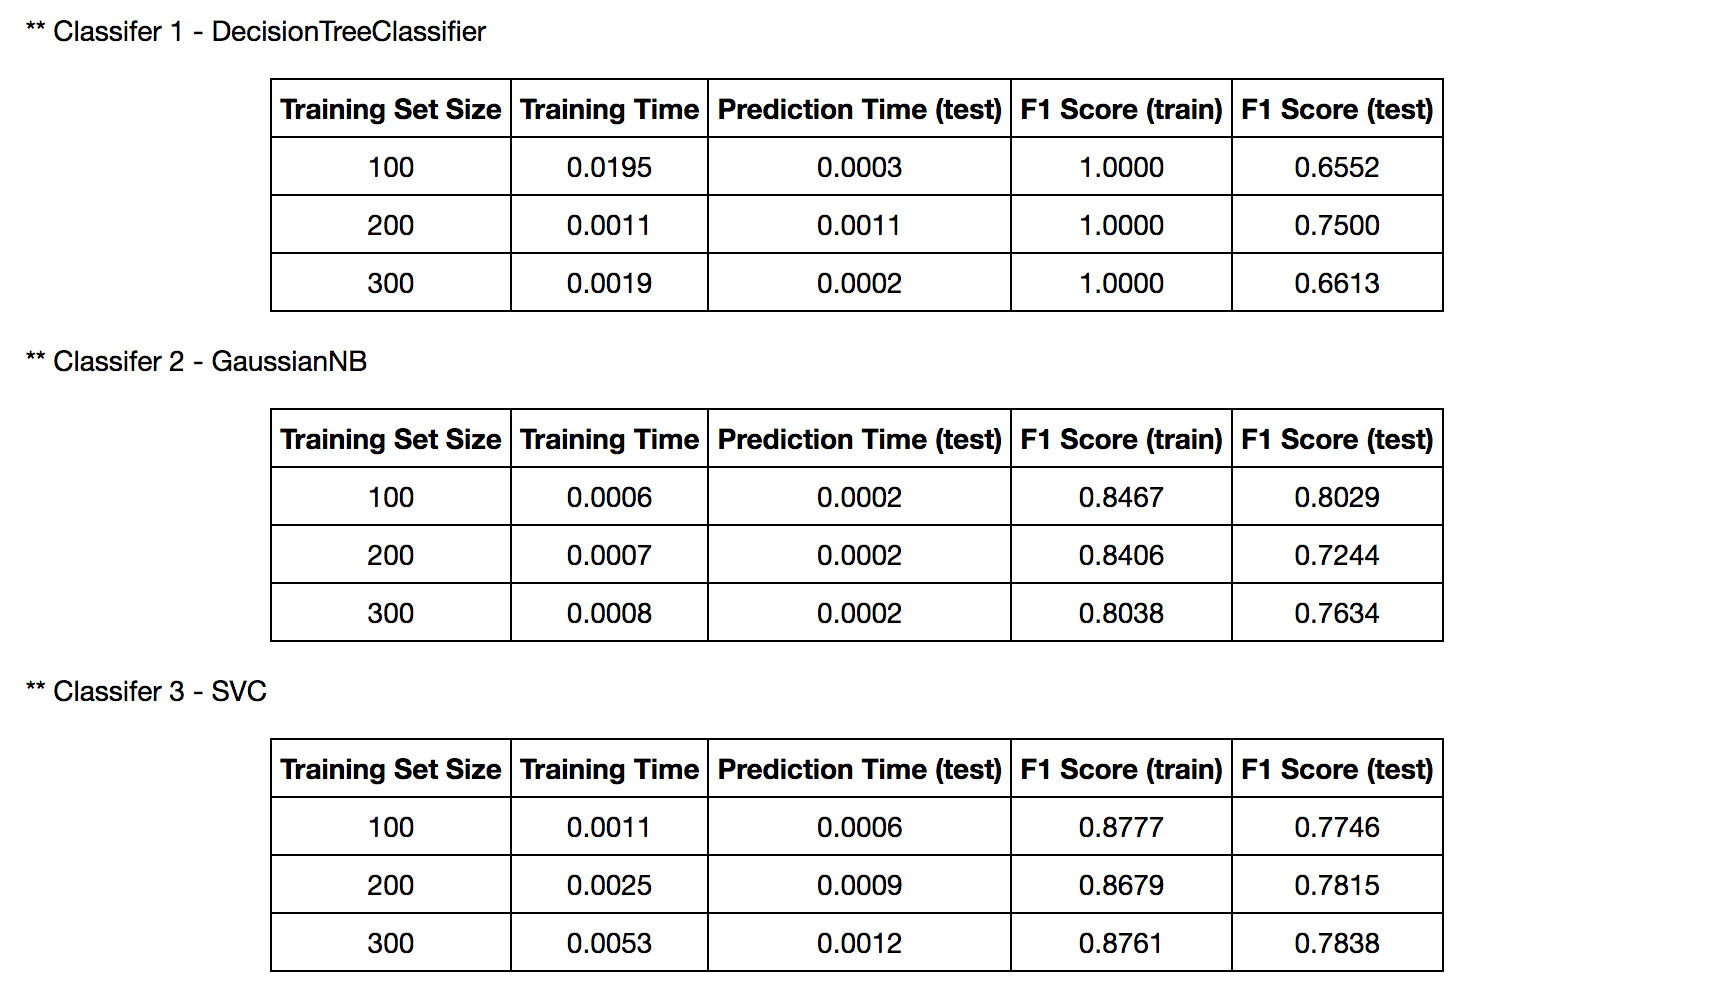 ** Classifer 1 - DecisionTreeClassifier
Training Set Size Training Time Prediction Time (test) F1 Score (train) F1 Score (test)
100 0.0195 0.0003 1.0000 0.6552
200 0.0011 0.0011 1.0000 0.7500
300 0.0019 0.0002 1.0000 0.6613
** Classifer 2 - GaussianNB
Training Set Size Training Time Prediction Time (test) F1 Score (train) F1 Score (test)
100 0.0006 0.0002 0.8467 0.8029
200 0.0007 0.0002 0.8406 0.7244
300 0.0008 0.0002 0.8038 0.7634
** Classifer 3 - SVC
Training Set Size Training Time Prediction Time (test) F1 Score (train) F1 Score (test)
100 0.0011 0.0006 0.8777 0.7746
200 0.0025 0.0009 0.8679 0.7815
300 0.0053 0.0012 0.8761 0.7838